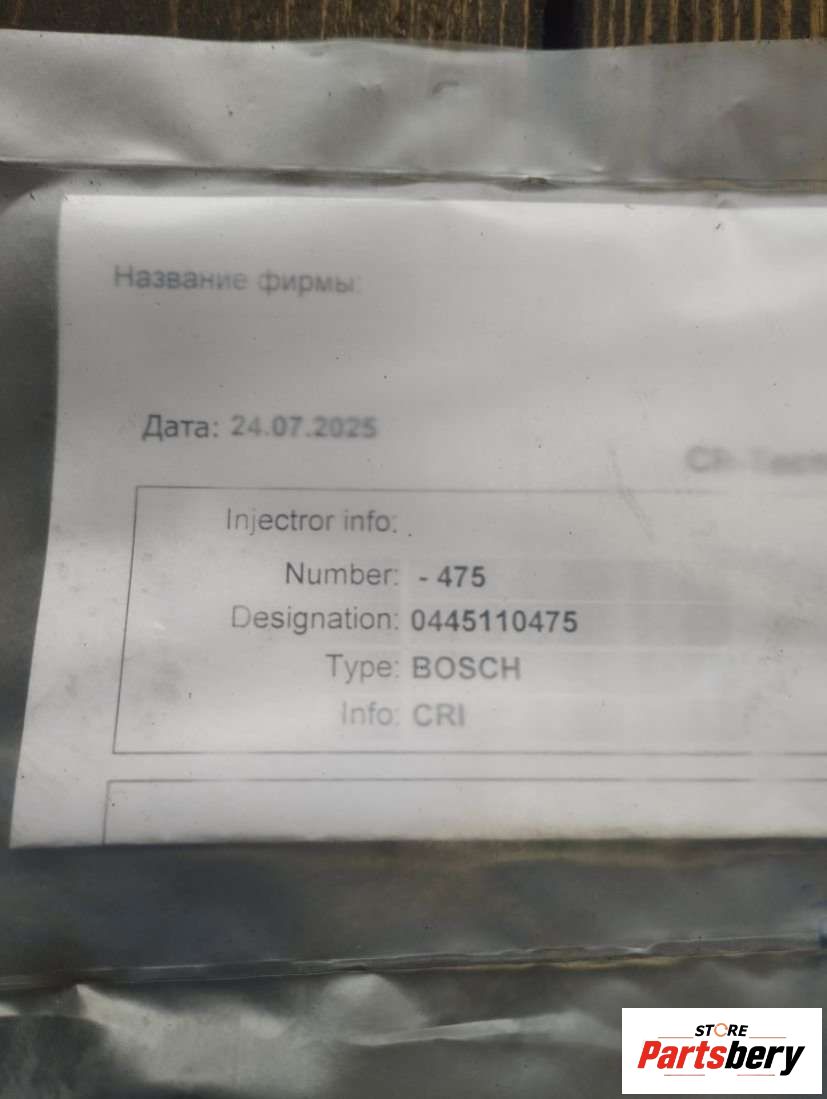 Название фирмы:
Дата: 24.07.2025
Injectror info:
Number: - 475
Designation: 0445110475
Type: BOSCH
Info: CRI
STORE
Partsbery